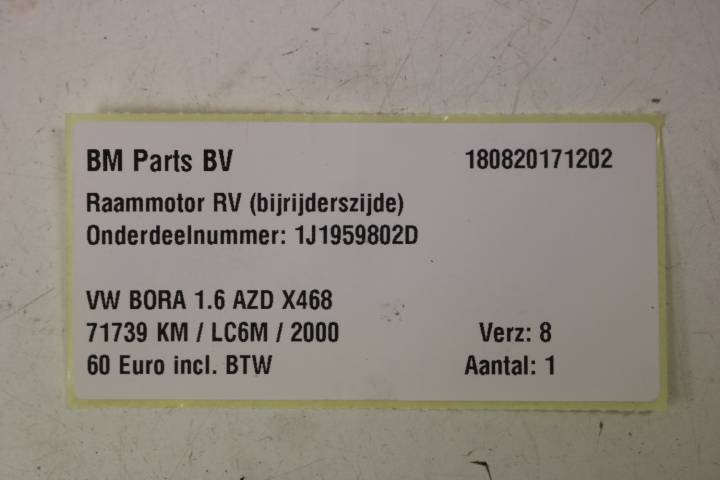 BM Parts BV 180820171202
Raammotor RV (bijrijderszijde)
Onderdeelnummer: 1J1959802D
VW BORA 1.6 AZD X468
71739 KM / LC6M / 2000 Verz: 8
60 Euro incl. BTW Aantal: 1